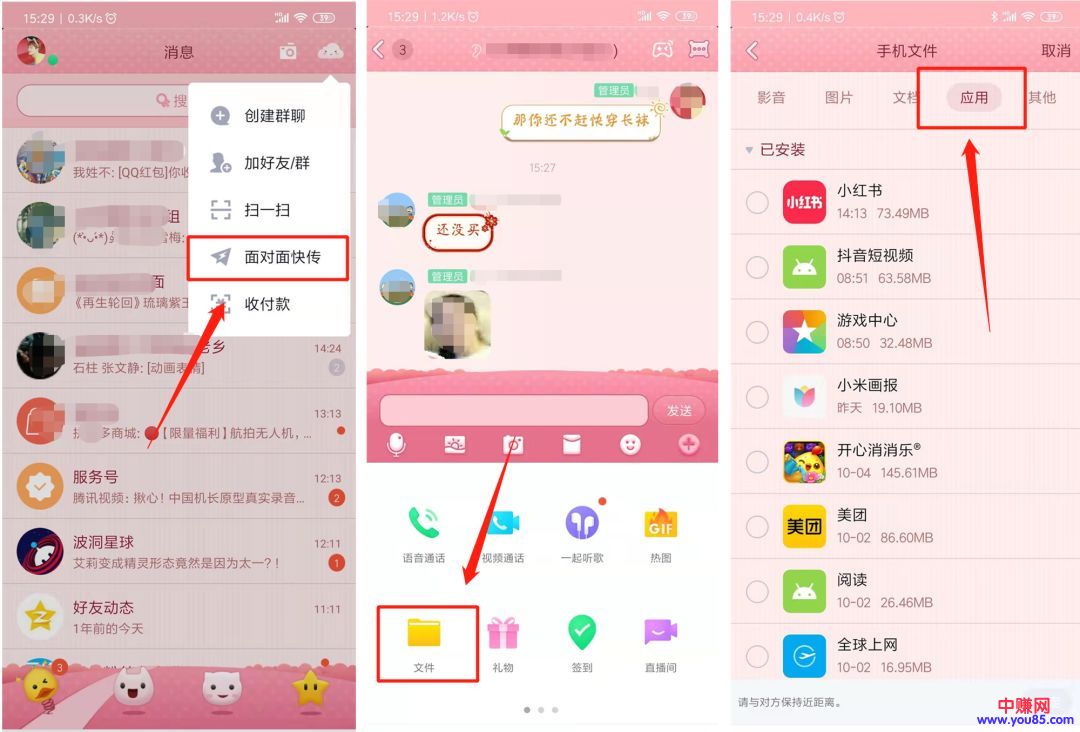 15:29 | 0.3K/s
39
消息
搜
创建群聊
加好友/群
扫一扫
面对面快传
收付款
我姓不: [QQ红包]你收
组
雪梅:
面
《再生轮回》琉璃紫玉
老乡
14:24
石柱 张文静: [动画表情]
2
13:13
多商城:
【限量福利】航拍无人机，...
服务号
12:13
腾讯视频：揪心！中国机长原型真实录音...
2
波洞星球
12:11
艾莉变成精灵形态竟然是因为太一？!
1
好友动态
11:11
1年前的今天
3
15:29 | 1.2K/s
39
3
管理员
那你还不赶快穿长袜
15:27
管理员
还没买
管理员
发送
语音通话
视频通话
一起听歌
GIF
热图
文件
礼物
签到
直播间
15:29 | 0.4K/s
39
手机文件
取消
影音
图片
文档
应用
其他
已安装
小红书
小红书
14:13 73.49MB
抖音短视频
08:51 63.58MB
游戏中心
08:50 32.48MB
小米画报
昨天 19.10MB
开心消消乐®
10-04 145.61MB
美团
美团
10-02 86.60MB
阅读
10-02 26.46MB
全球上网
10-02 16.95MB
请与对方保持近距离。
中赚网
www.you85.com